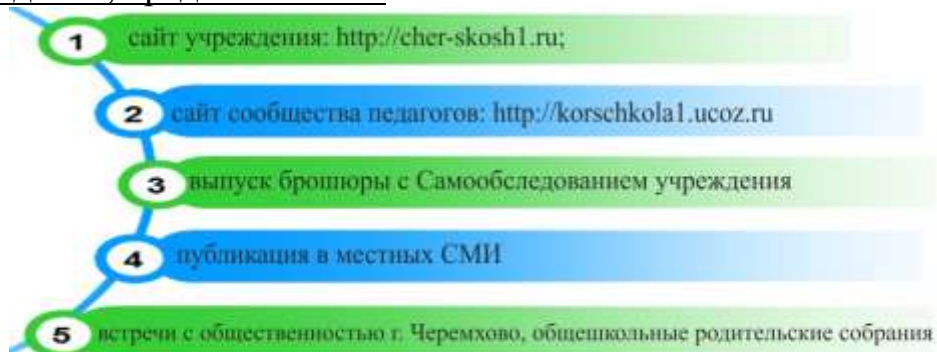 1 сайт учреждения: http://cher-skosh1.ru;
2 сайт сообщества педагогов: http://korschkola1.ucoz.ru
3 выпуск брошюры с Самообследованием учреждения
4 публикация в местных СМИ
5 встречи с общественностью г. Черемхово, общешкольные родительские собрания